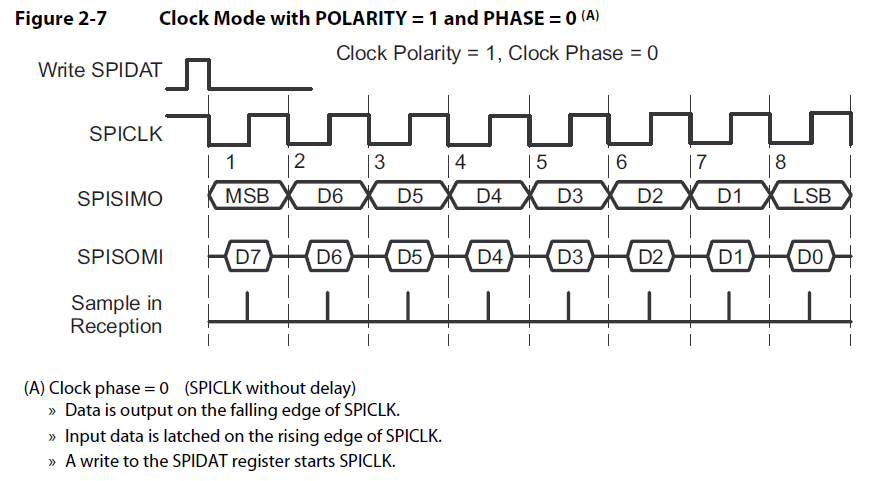 Figure 2-7 Clock Mode with POLARITY = 1 and PHASE = 0 (A)
Clock Polarity = 1, Clock Phase = 0
Write SPIDAT
SPICLK
1 2 3 4 5 6 7 8
SPISIMO MSB D6 D5 D4 D3 D2 D1 LSB
SPISOMI D7 D6 D5 D4 D3 D2 D1 D0
Sample in
Reception
(A) Clock phase = 0 (SPICLK without delay)
» Data is output on the falling edge of SPICLK.
» Input data is latched on the rising edge of SPICLK.
» A write to the SPIDAT register starts SPICLK.